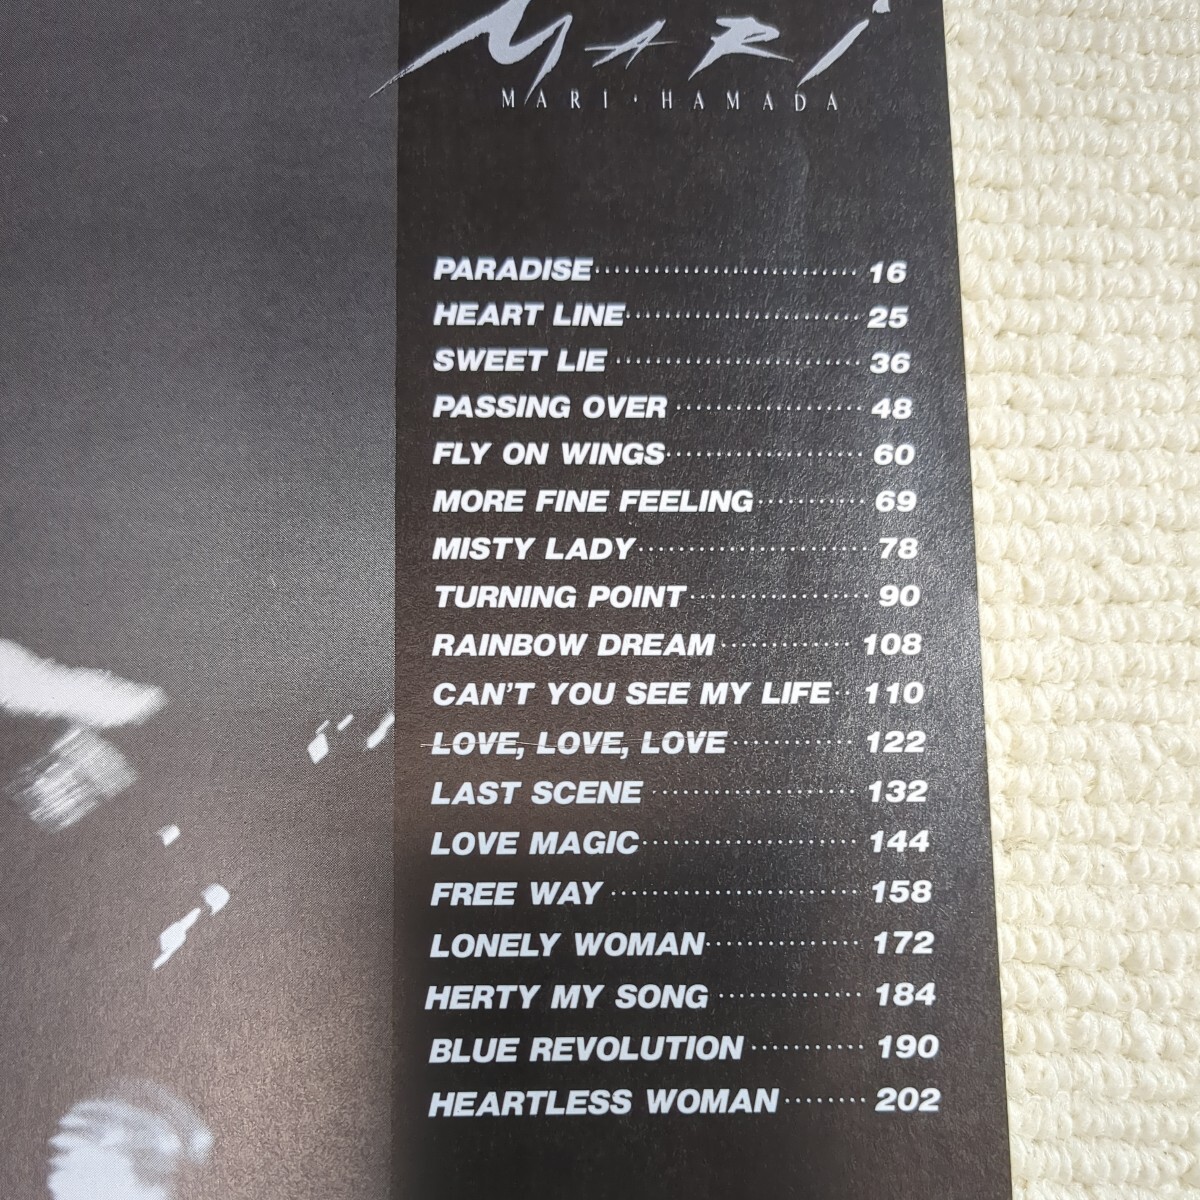 MARI
MARI・HAMADA
PARADISE 16
HEART LINE 25
SWEET LIE 36
PASSING OVER 48
FLY ON WINGS 60
MORE FINE FEELING 69
MISTY LADY 78
TURNING POINT 90
RAINBOW DREAM 108
CAN'T YOU SEE MY LIFE 110
LOVE, LOVE, LOVE 122
LAST SCENE 132
LOVE MAGIC 144
FREE WAY 158
LONELY WOMAN 172
HERTY MY SONG 184
BLUE REVOLUTION 190
HEARTLESS WOMAN 202